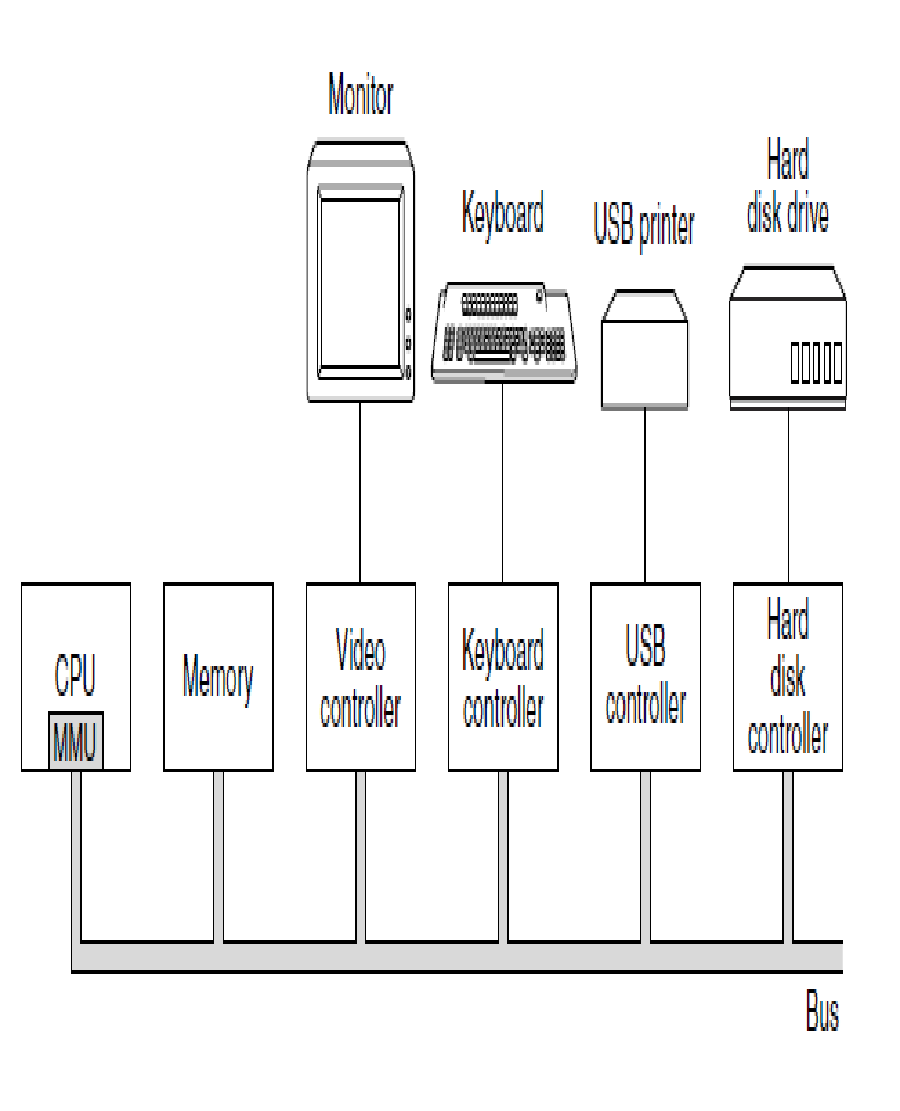 Monitor
Keyboard
USB printer
Hard
disk drive
CPU
MMU
Memory
Video
controller
Keyboard
controller
USB
controller
Hard
disk
controller
Bus